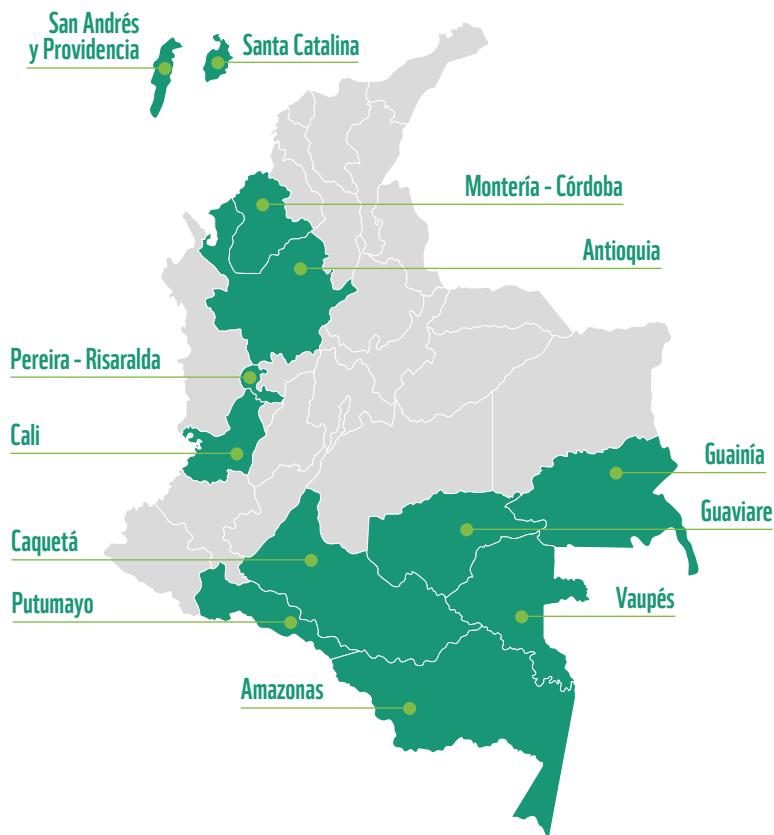 San Andrés
y Providencia
Santa Catalina
Montería - Córdoba
Antioquia
Pereira - Risaralda
Cali
Guainía
Guaviare
Caquetá
Putumayo
Vaupés
Amazonas